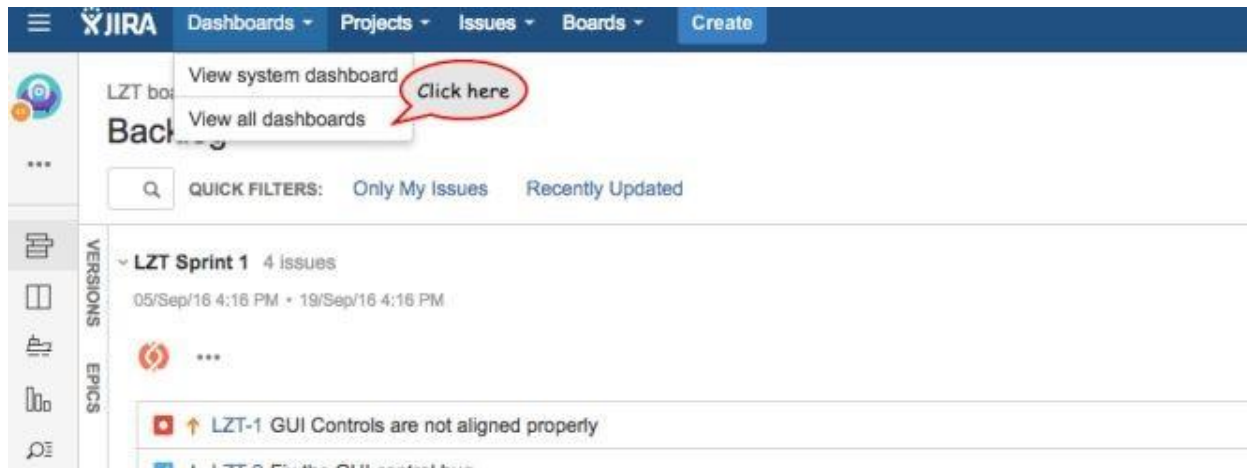 JIRA Dashboards Projects Issues Boards Create
View system dashboard
Click here
LZT
View all dashboards
QUICK FILTERS: Only My Issues Recently Updated
VERSIONS
LZT Sprint 1 4 issues
05/Sep/16 4:16 PM • 19/Sep/16 4:16 PM
EPICS
LZT-1 GUI Controls are not aligned properly